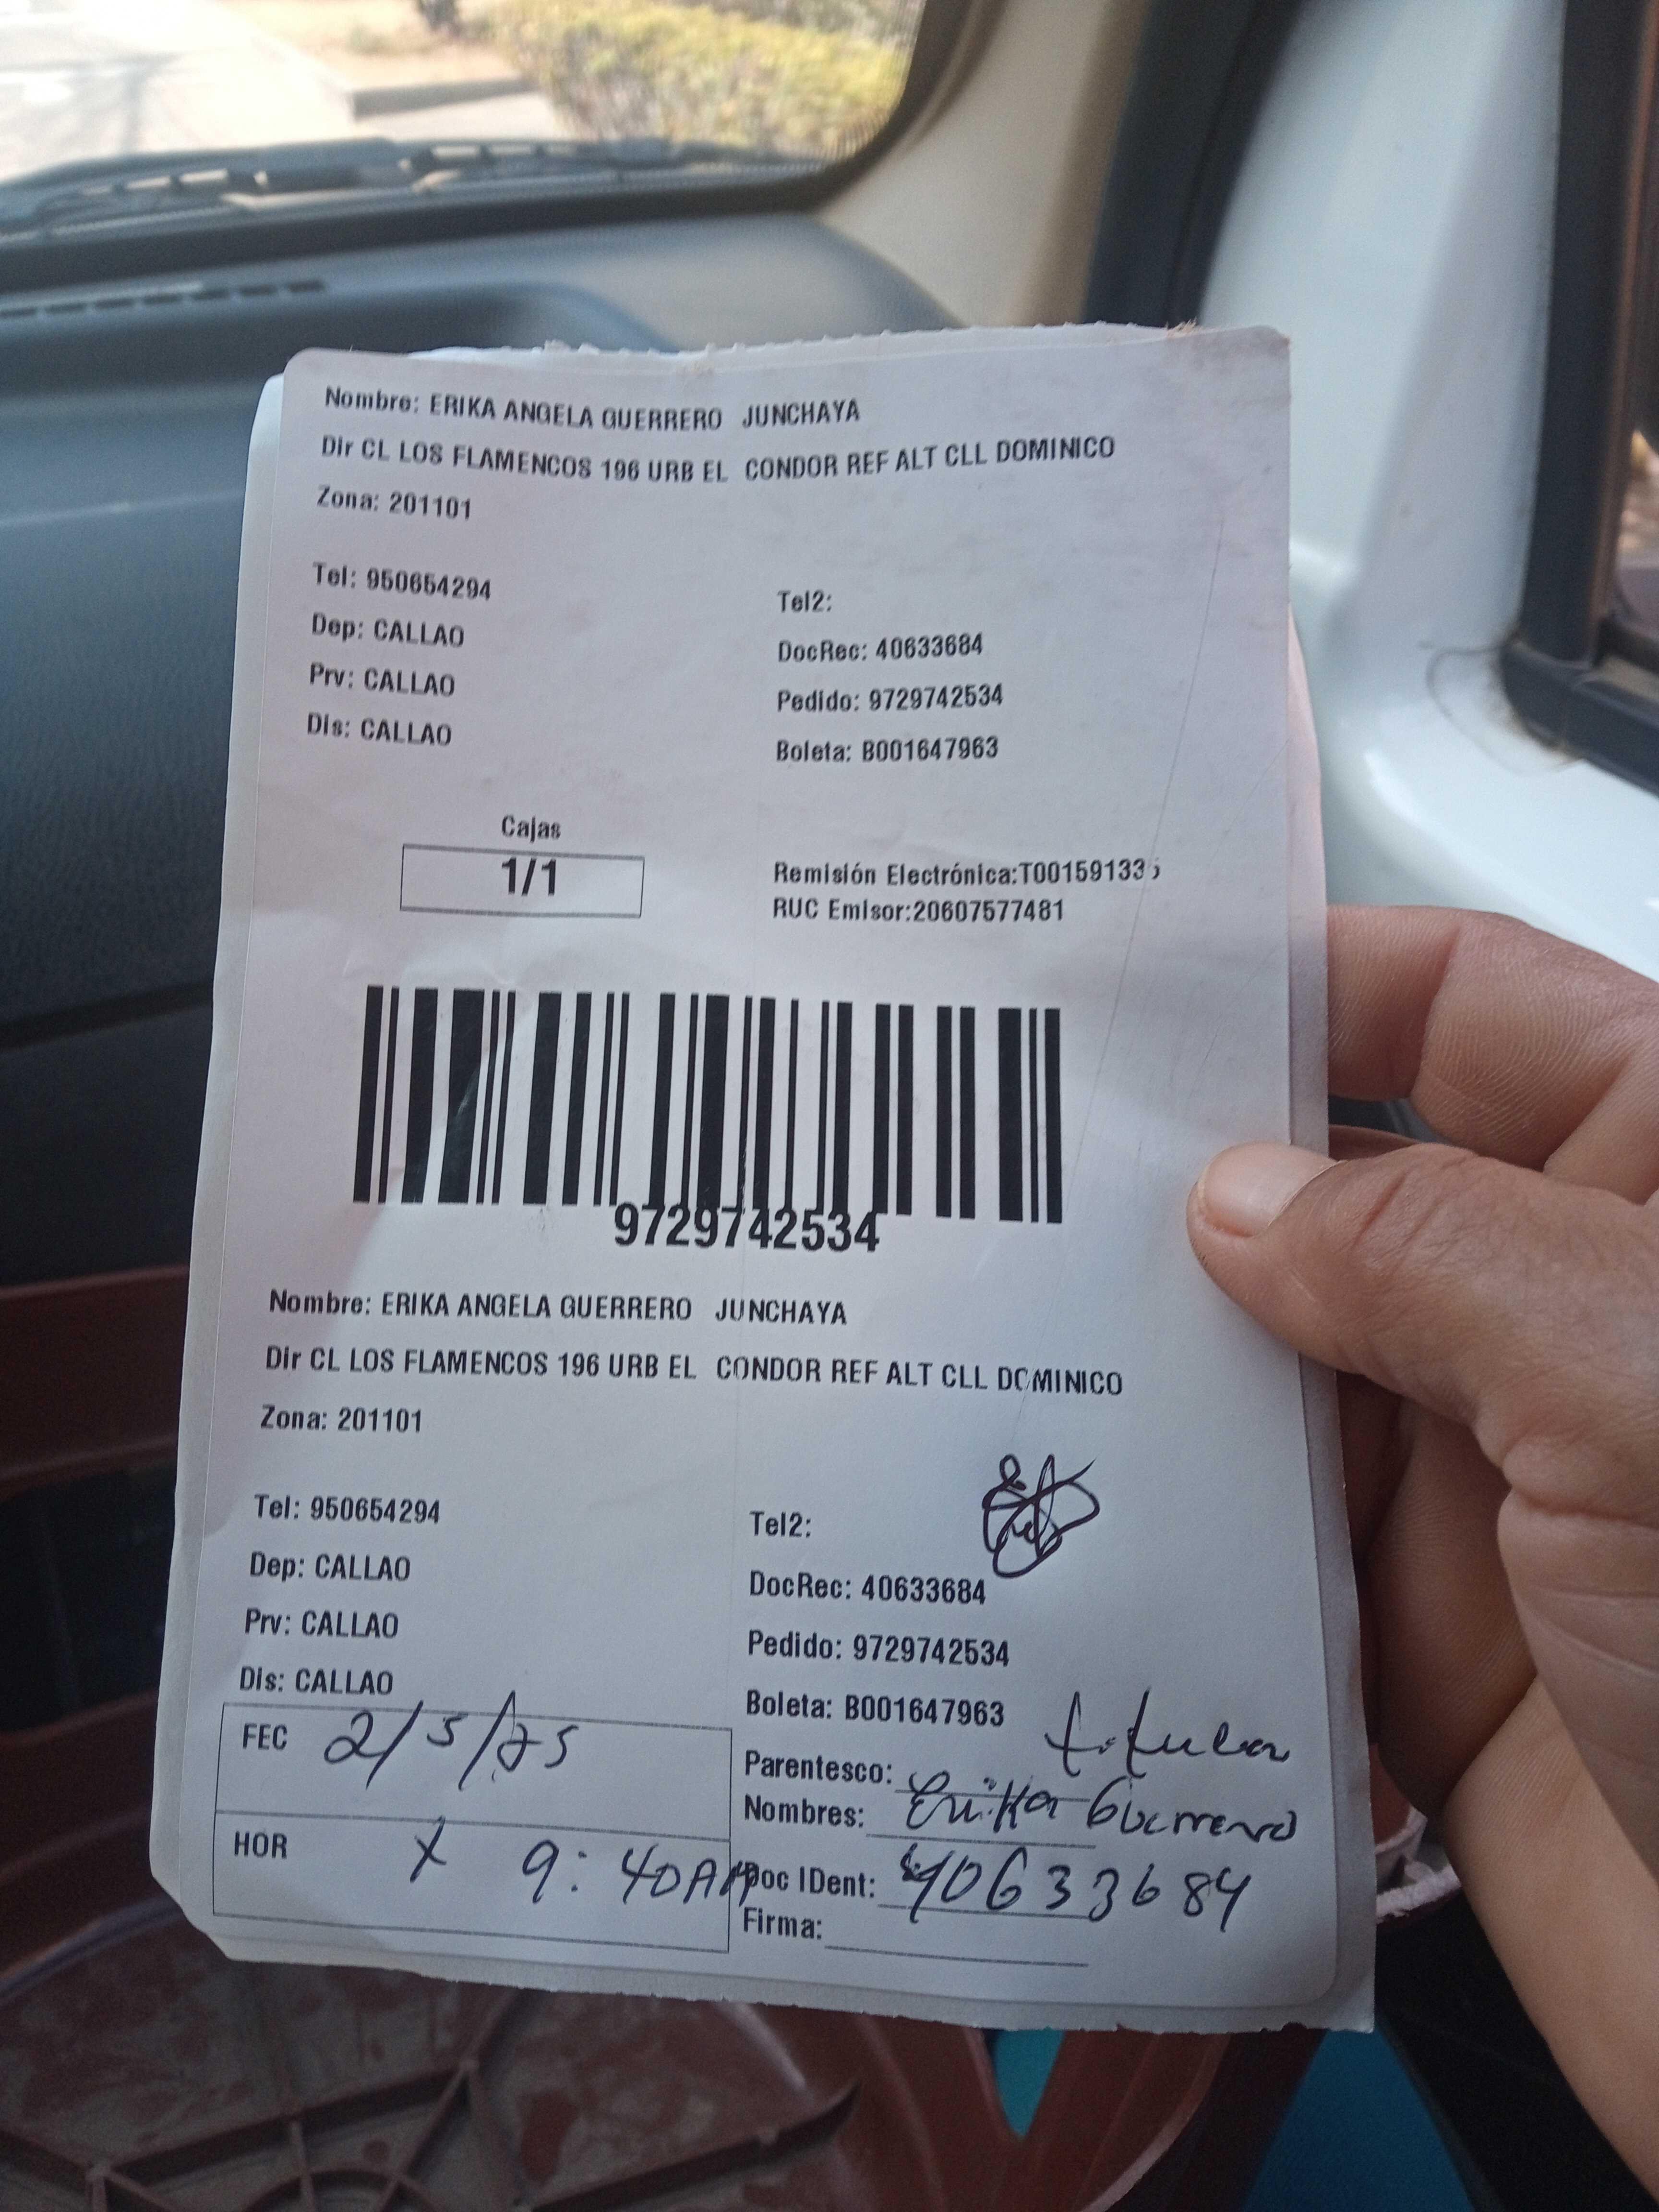 Nombre: ERIKA ANGELA GUERRERO JUNCHAYA
Dir CL LOS FLAMENCOS 196 URB EL CONDOR REF ALT CLL DOMINICO
Zona: 201101
Tel: 950654294
Tel2:
Dep: CALLAO
DocRec: 40633684
Prv: CALLAO
Pedido: 9729742534
Dis: CALLAO
Boleta: B001647963
Cajas
1/1
Remisión Electrónica:T001591335
RUC Emisor:20607577481
9729742534
Nombre: ERIKA ANGELA GUERRERO JUNCHAYA
Dir CL LOS FLAMENCOS 196 URB EL CONDOR REF ALT CLL DOMINICO
Zona: 201101
Tel: 950654294
Tel2:
Dep: CALLAO
DocRec: 40633684
Prv: CALLAO
Pedido: 9729742534
Dis: CALLAO
Boleta: B001647963
FEC 2/5/25
Parentesco: titular
Nombres: Erika Guerrero
HOR x 9:40AM
Doc IDent: 40633684
Firma: